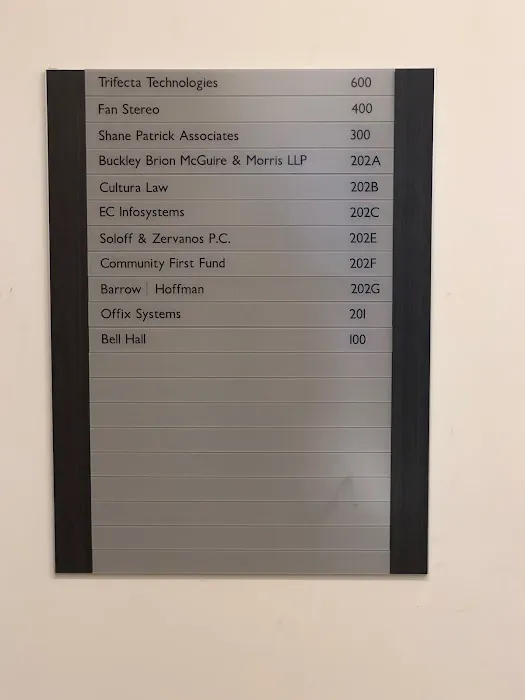 Trifecta Technologies 600
Fan Stereo 400
Shane Patrick Associates 300
Buckley Brion McGuire & Morris LLP 202A
Cultura Law 202B
EC Infosystems 202C
Soloff & Zervanos P.C. 202E
Community First Fund 202F
Barrow | Hoffman 202G
Offix Systems 201
Bell Hall 100